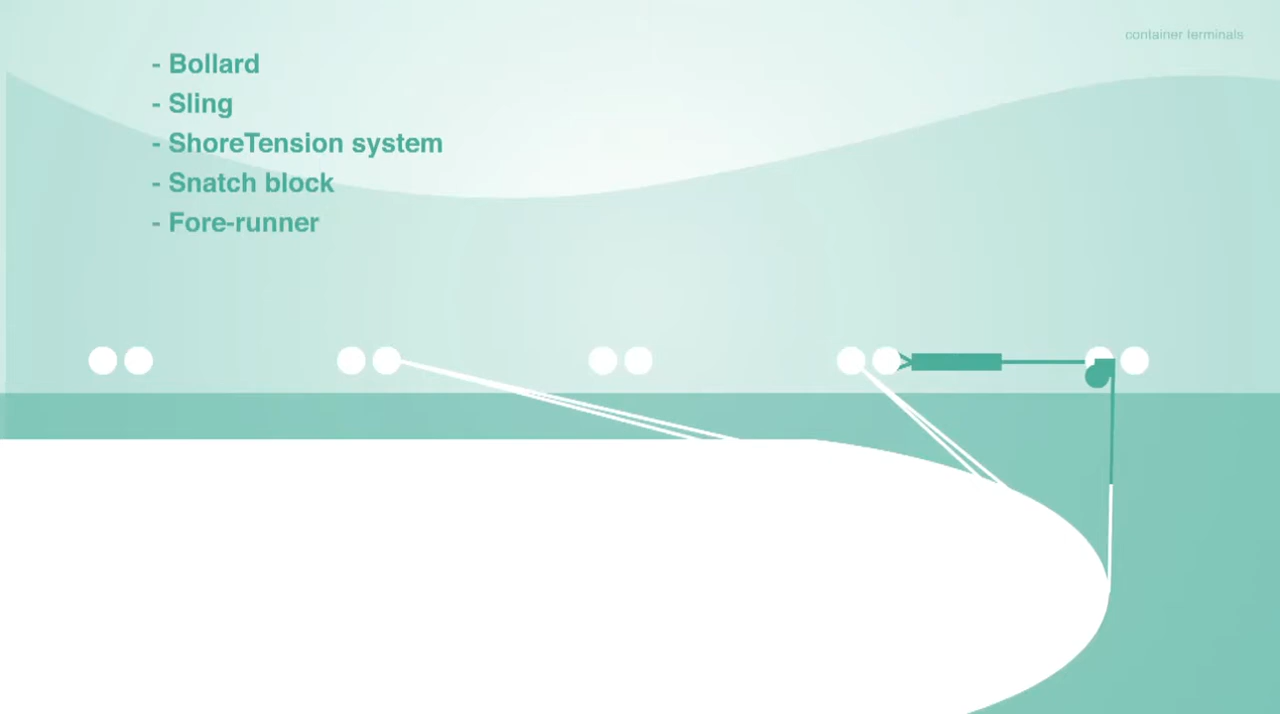 container terminals
- Bollard
- Sling
- ShoreTension system
- Snatch block
- Fore-runner